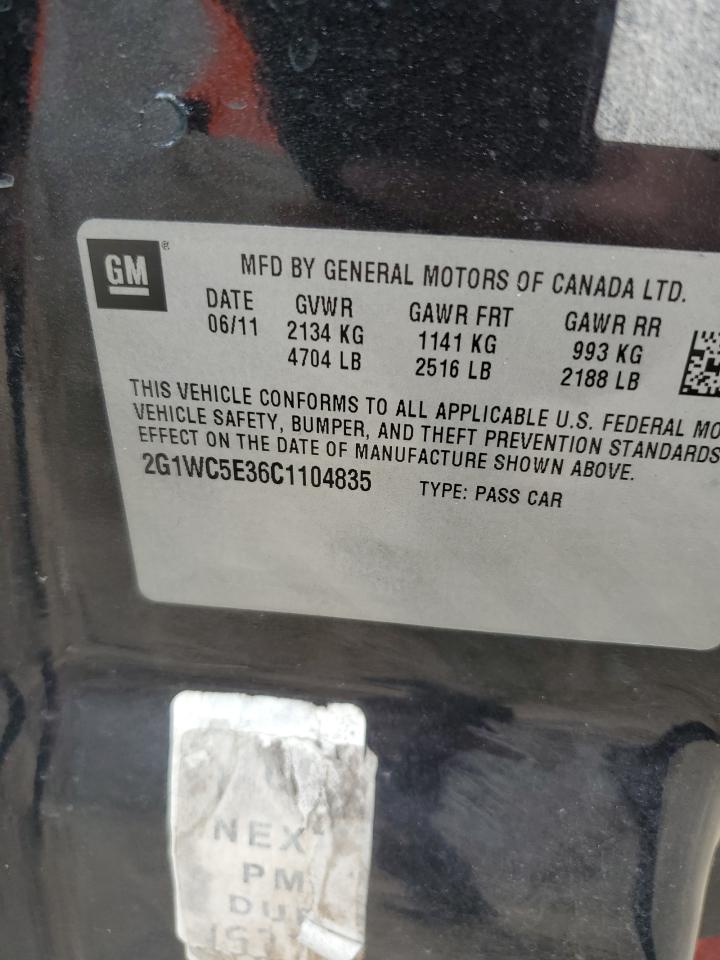 GM ®
MFD BY GENERAL MOTORS OF CANADA LTD.
DATE GVWR GAWR FRT GAWR RR
06/11 2134 KG 1141 KG 993 KG
4704 LB 2516 LB 2188 LB
THIS VEHICLE CONFORMS TO ALL APPLICABLE U.S. FEDERAL MO
VEHICLE SAFETY, BUMPER, AND THEFT PREVENTION STANDARDS
EFFECT ON THE DATE OF MANUFACTURE SHOWN ABOVE.
2G1WC5E36C1104835 TYPE: PASS CAR
NEX
PM
DUE